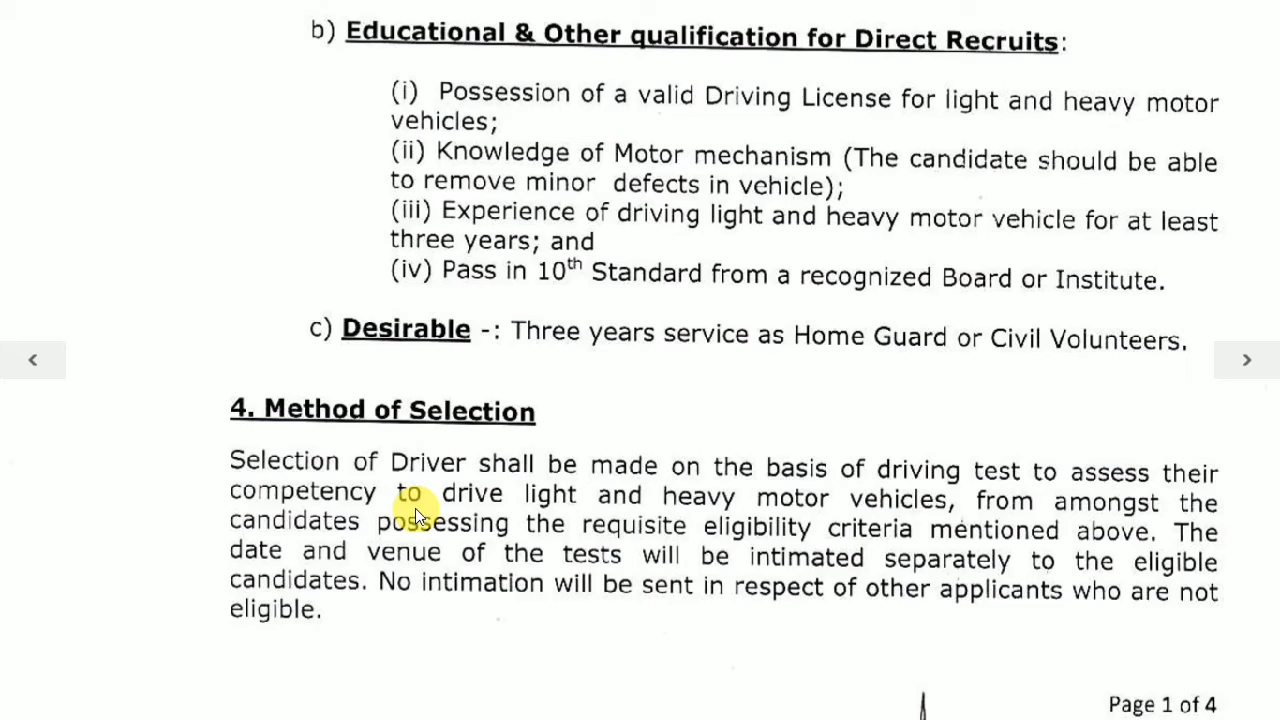 b) Educational & Other qualification for Direct Recruits:
(i) Possession of a valid Driving License for light and heavy motor
vehicles;
(ii) Knowledge of Motor mechanism (The candidate should be able
to remove minor defects in vehicle);
(iii) Experience of driving light and heavy motor vehicle for at least
three years; and
(iv) Pass in 10th Standard from a recognized Board or Institute.
c) Desirable -: Three years service as Home Guard or Civil Volunteers.
4. Method of Selection
Selection of Driver shall be made on the basis of driving test to assess their
competency to drive light and heavy motor vehicles, from amongst the
candidates possessing the requisite eligibility criteria mentioned above. The
date and venue of the tests will be intimated separately to the eligible
candidates. No intimation will be sent in respect of other applicants who are not
eligible.
Page 1 of 4